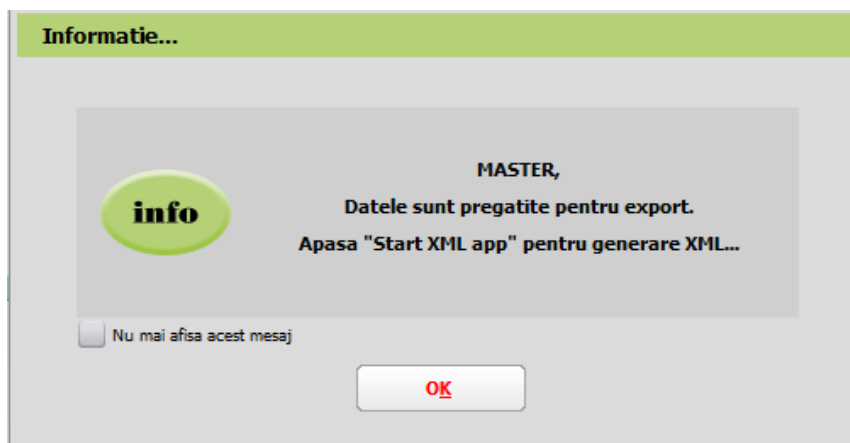 Informatie...
info
MASTER,
Datele sunt pregatite pentru export.
Apasa "Start XML app" pentru generare XML...
Nu mai afisa acest mesaj
OK